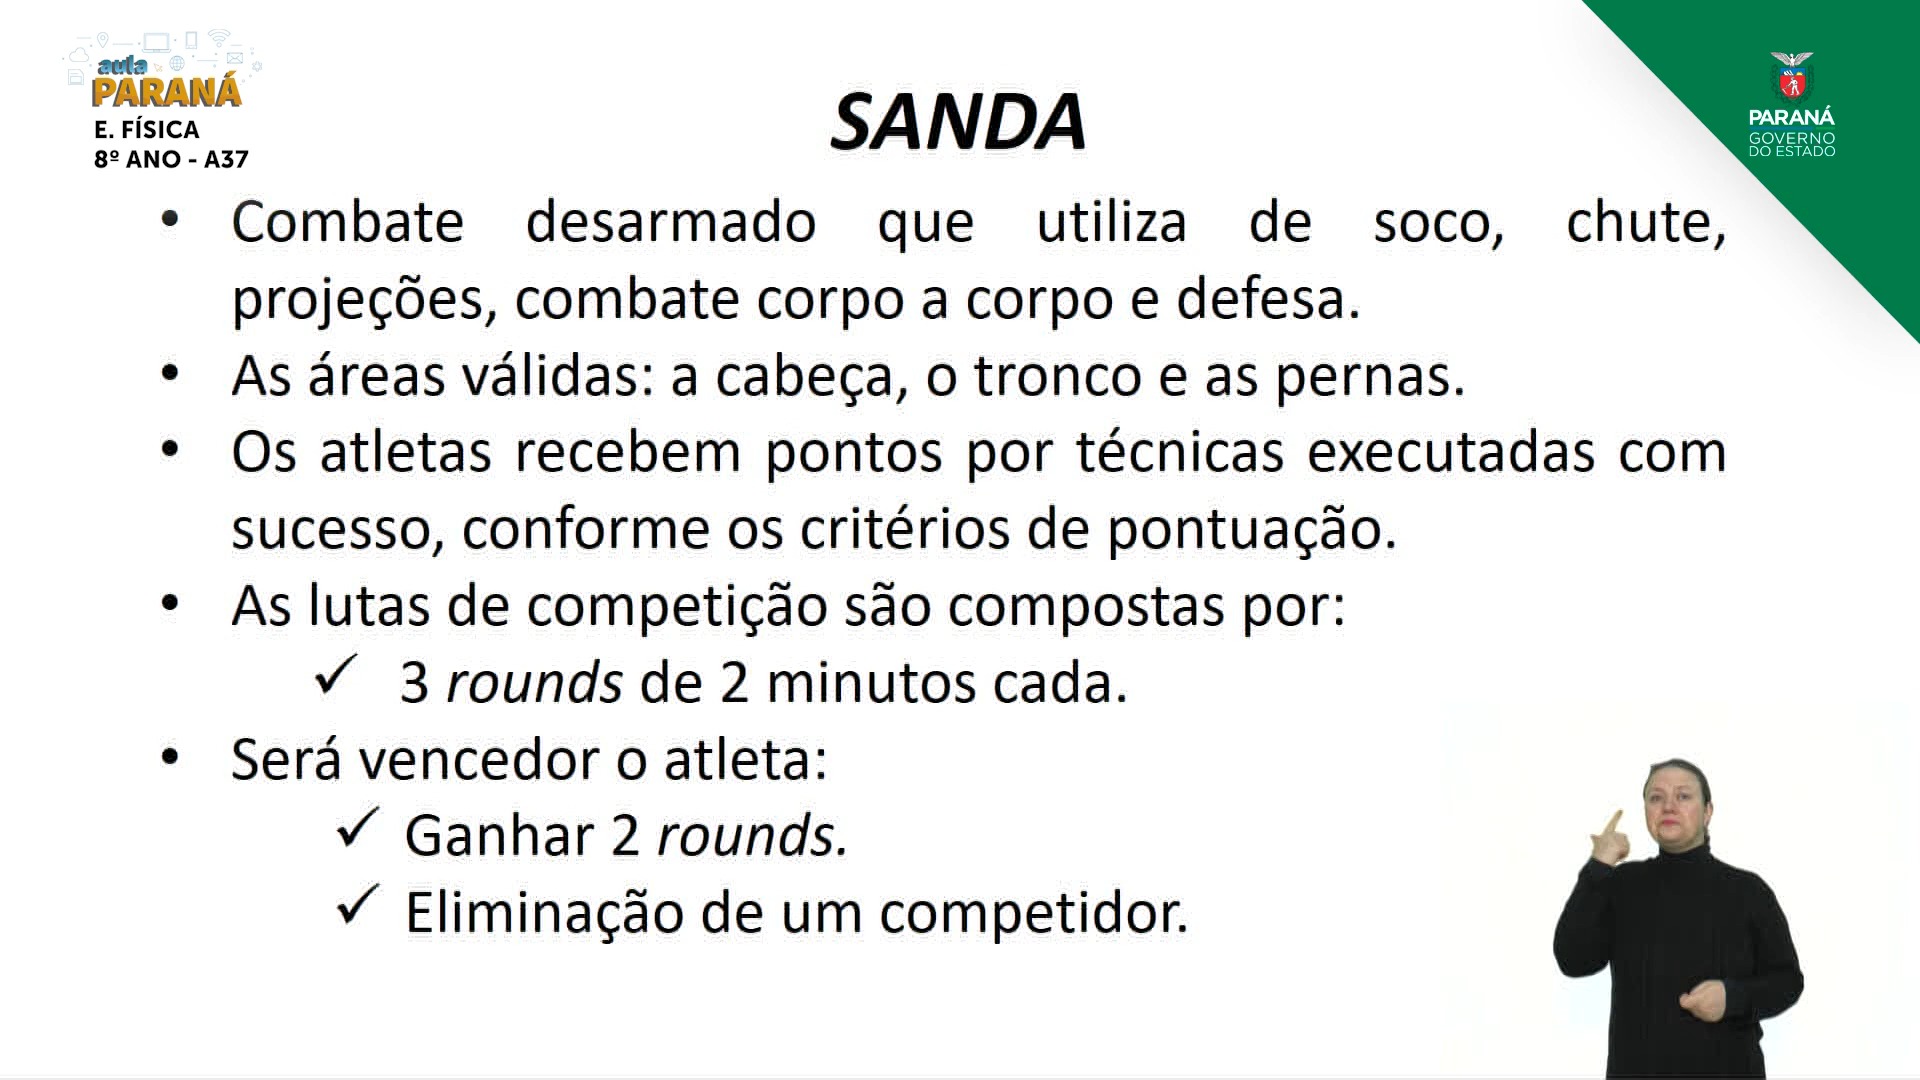 aula
PARANÁ
E. FÍSICA
8º ANO - A37
PARANÁ
GOVERNO
DO ESTADO
SANDA
• Combate desarmado que utiliza de soco, chute,
projeções, combate corpo a corpo e defesa.
• As áreas válidas: a cabeça, o tronco e as pernas.
• Os atletas recebem pontos por técnicas executadas com
sucesso, conforme os critérios de pontuação.
• As lutas de competição são compostas por:
✓ 3 rounds de 2 minutos cada.
• Será vencedor o atleta:
✓ Ganhar 2 rounds.
✓ Eliminação de um competidor.